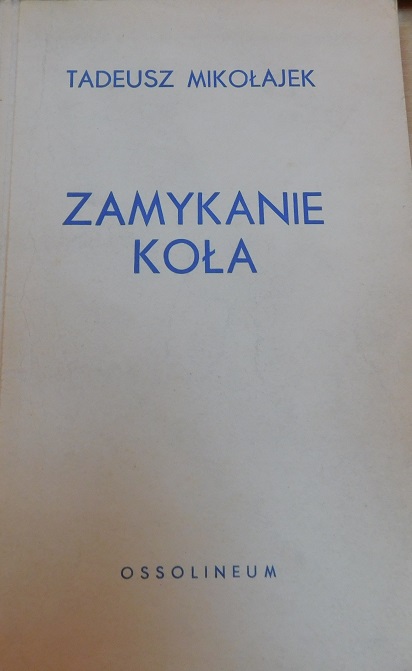 TADEUSZ MIKOŁAJEK
ZAMYKANIE
KOŁA
OSSOLINEUM